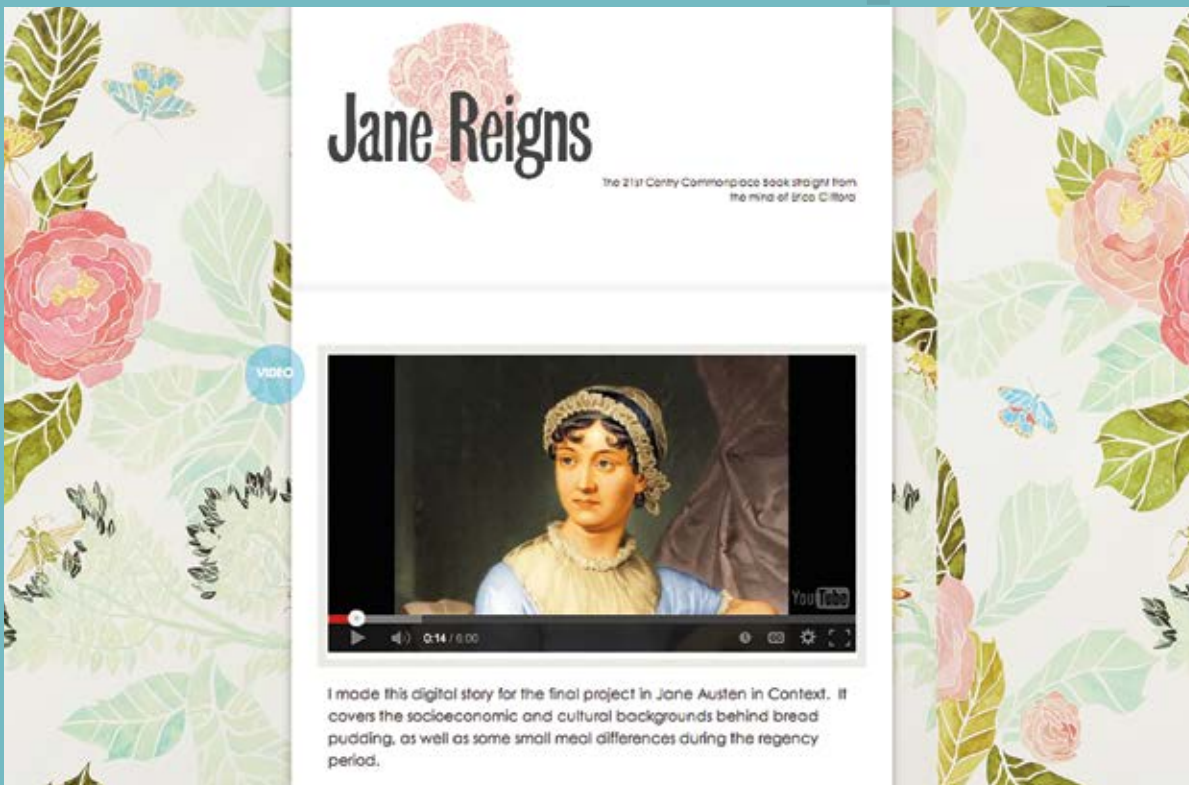 Jane Reigns
The 21st Centry Commonplace Book straight from
the mind of Erica Clifford
VIDEO
YouTube
0:14 / 6:00
CC
I made this digital story for the final project in Jane Austen in Context. It
covers the socioeconomic and cultural backgrounds behind bread
pudding, as well as some small meal differences during the regency
period.